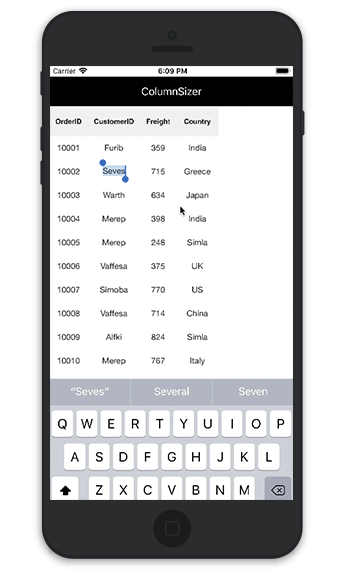 Carrier 6:09 PM
ColumnSizer
OrderID CustomerID Freight Country
10001 Furib 359 India
10002 Seves 715 Greece
10003 Warth 634 Japan
10004 Merep 398 India
10005 Merep 248 Simla
10006 Vaffesa 375 UK
10007 Simoba 770 US
10008 Vaffesa 714 China
10009 Alfki 824 Simla
10010 Merep 767 Italy
“Seves” Several Seven
Q W E R T Y U I O P
A S D F G H J K L
Z X C V B N M